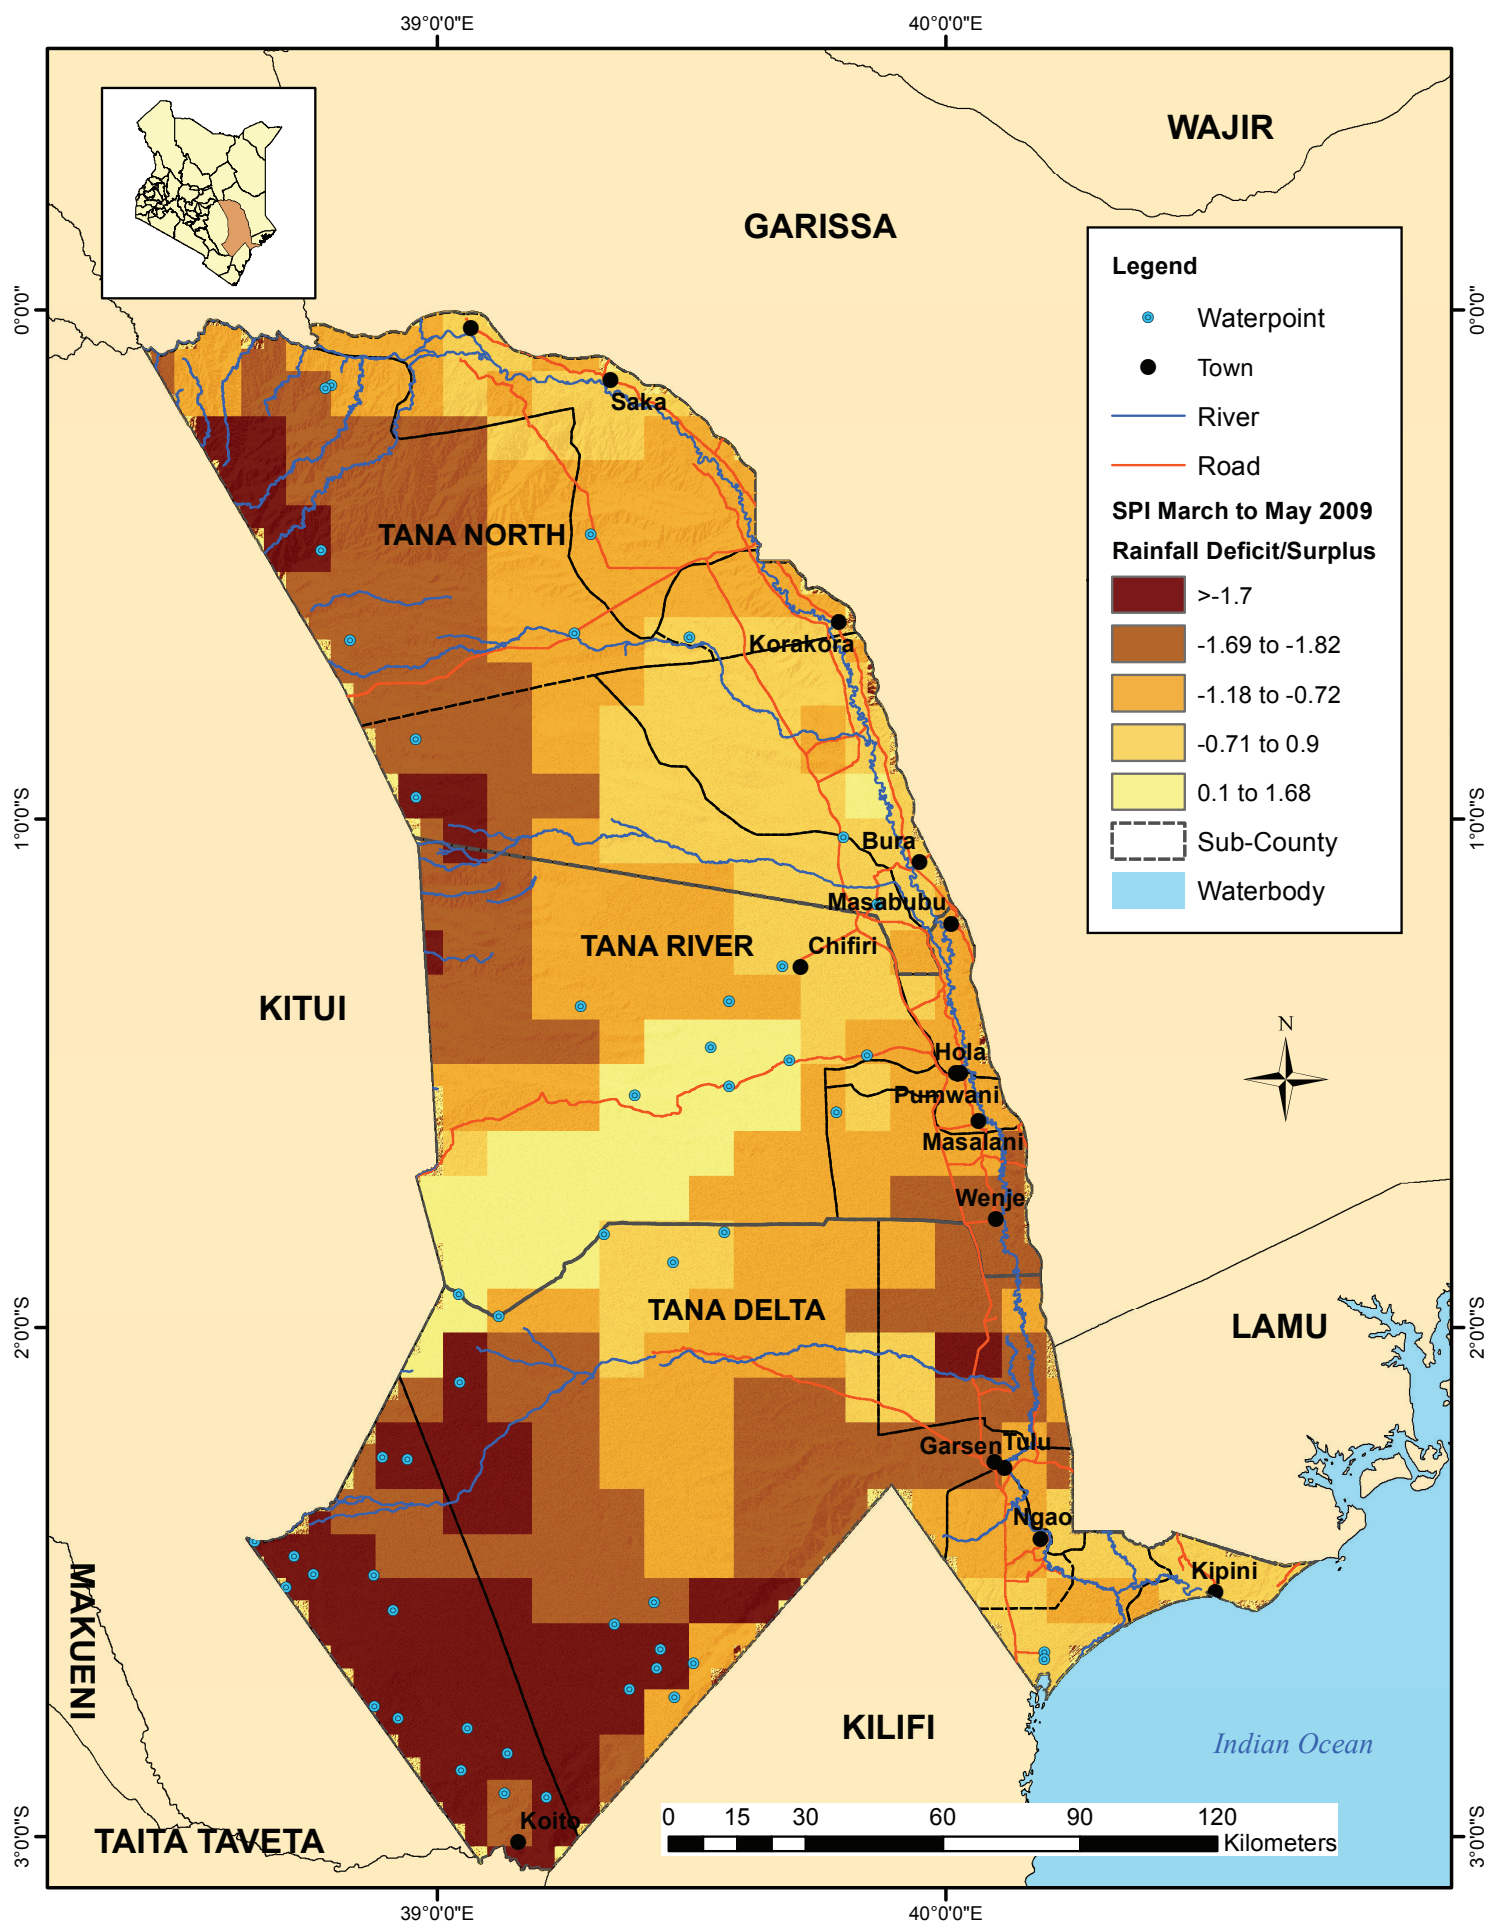 39°0'0"E
40°0'0"E
WAJIR
GARISSA
Legend
Waterpoint
Town
River
Road
SPI March to May 2009
Rainfall Deficit/Surplus
>-1.7
-1.69 to -1.82
-1.18 to -0.72
-0.71 to 0.9
0.1 to 1.68
Sub-County
Waterbody
0°0'0"
0°0'0"
Saka
TANA NORTH
Korakora
1°0'0"S
1°0'0"S
Bura
Masabubu
TANA RIVER
Chifiri
KITUI
N
Hola
Pumwani
Masalani
Wenje
TANA DELTA
LAMU
2°0'0"S
2°0'0"S
Garsen
Tulu
Ngao
Kipini
MAKUENI
KILIFI
Indian Ocean
Koito
TAITA TAVETA
0 15 30 60 90 120
Kilometers
3°0'0"S
3°0'0"S
39°0'0"E
40°0'0"E